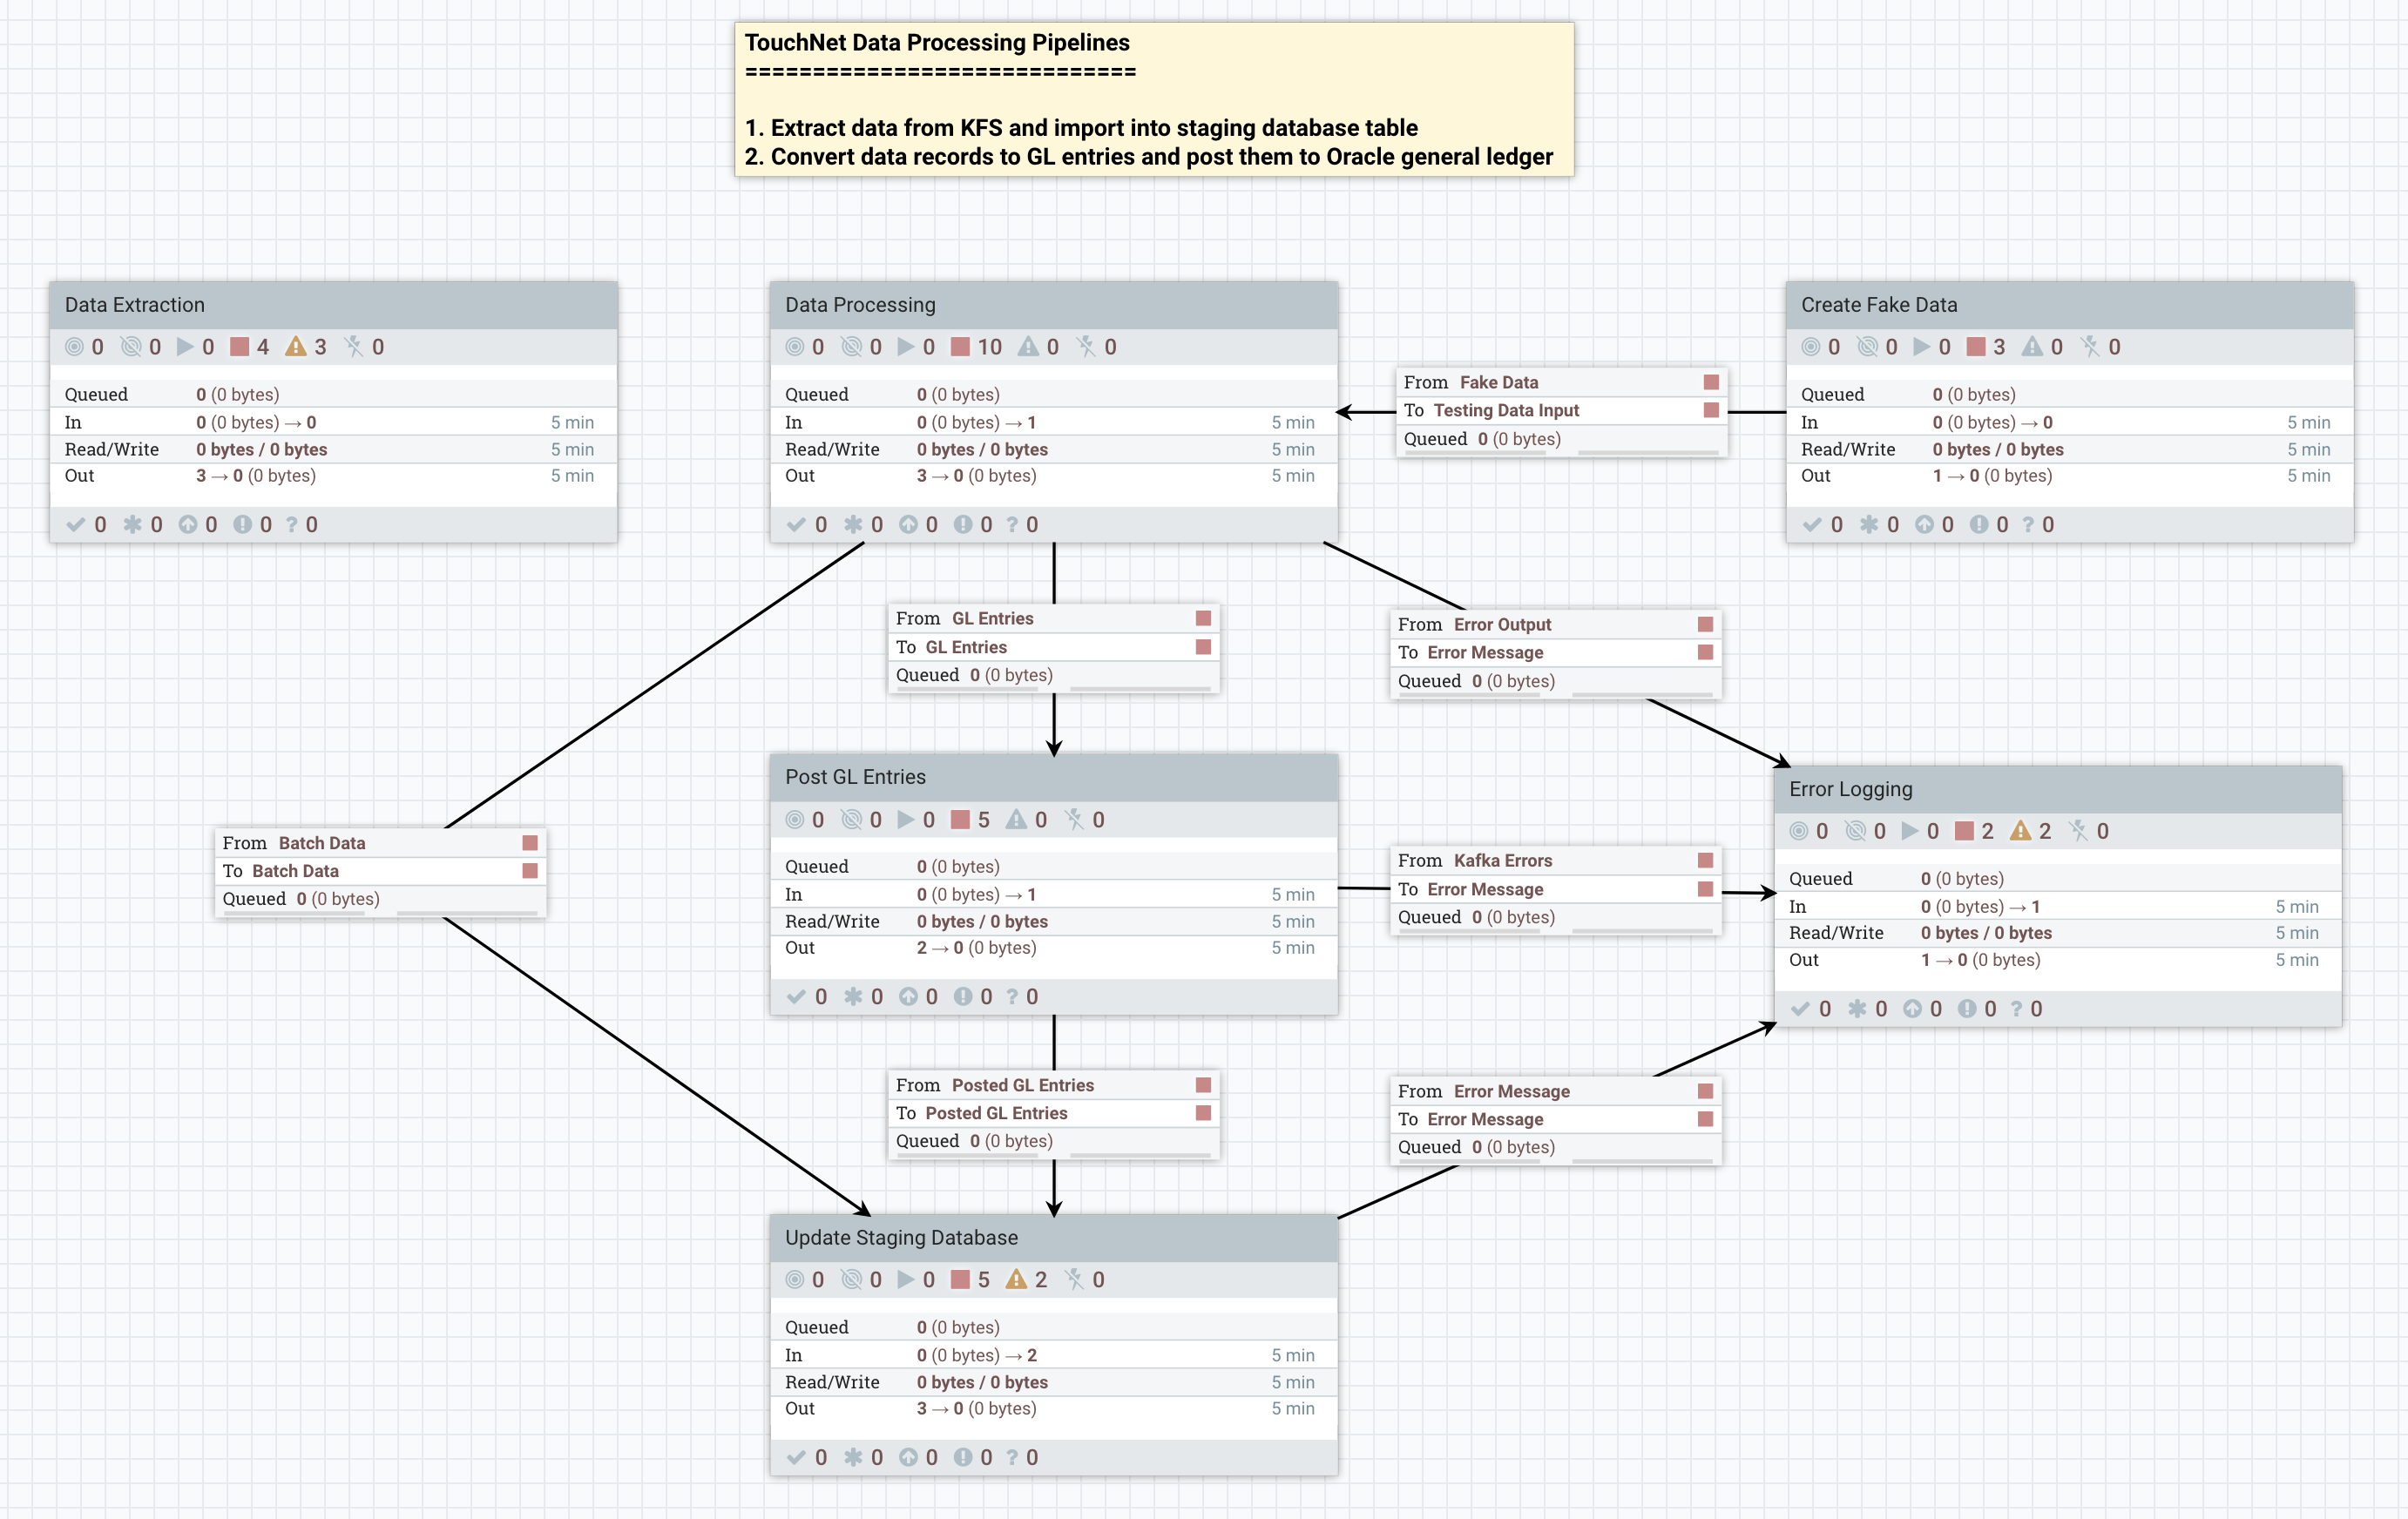 TouchNet Data Processing Pipelines
=============================
1. Extract data from KFS and import into staging database table
2. Convert data records to GL entries and post them to Oracle general ledger
Data Extraction
0 0 0 4 3 0
Queued 0 (0 bytes)
In 0 (0 bytes) → 0 5 min
Read/Write 0 bytes / 0 bytes 5 min
Out 3 → 0 (0 bytes) 5 min
0 0 0 0 ? 0
Data Processing
0 0 0 10 0 0
Queued 0 (0 bytes)
In 0 (0 bytes) → 1 5 min
Read/Write 0 bytes / 0 bytes 5 min
Out 3 → 0 (0 bytes) 5 min
0 0 0 0 ? 0
From Fake Data
To Testing Data Input
Queued 0 (0 bytes)
Create Fake Data
0 0 0 3 0 0
Queued 0 (0 bytes)
In 0 (0 bytes) → 0 5 min
Read/Write 0 bytes / 0 bytes 5 min
Out 1 → 0 (0 bytes) 5 min
0 0 0 0 ? 0
From GL Entries
To GL Entries
Queued 0 (0 bytes)
From Error Output
To Error Message
Queued 0 (0 bytes)
From Batch Data
To Batch Data
Queued 0 (0 bytes)
Post GL Entries
0 0 0 5 0 0
Queued 0 (0 bytes)
In 0 (0 bytes) → 1 5 min
Read/Write 0 bytes / 0 bytes 5 min
Out 2 → 0 (0 bytes) 5 min
0 0 0 0 ? 0
From Kafka Errors
To Error Message
Queued 0 (0 bytes)
Error Logging
0 0 0 2 2 0
Queued 0 (0 bytes)
In 0 (0 bytes) → 1 5 min
Read/Write 0 bytes / 0 bytes 5 min
Out 1 → 0 (0 bytes) 5 min
0 0 0 0 ? 0
From Posted GL Entries
To Posted GL Entries
Queued 0 (0 bytes)
From Error Message
To Error Message
Queued 0 (0 bytes)
Update Staging Database
0 0 0 5 2 0
Queued 0 (0 bytes)
In 0 (0 bytes) → 2 5 min
Read/Write 0 bytes / 0 bytes 5 min
Out 3 → 0 (0 bytes) 5 min
0 0 0 0 ? 0